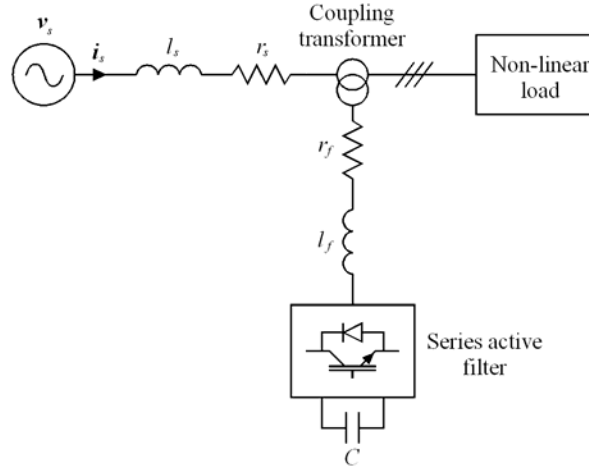 v_s
i_s
l_s
r_s
Coupling
transformer
Non-linear
load
r_f
l_f
Series active
filter
C